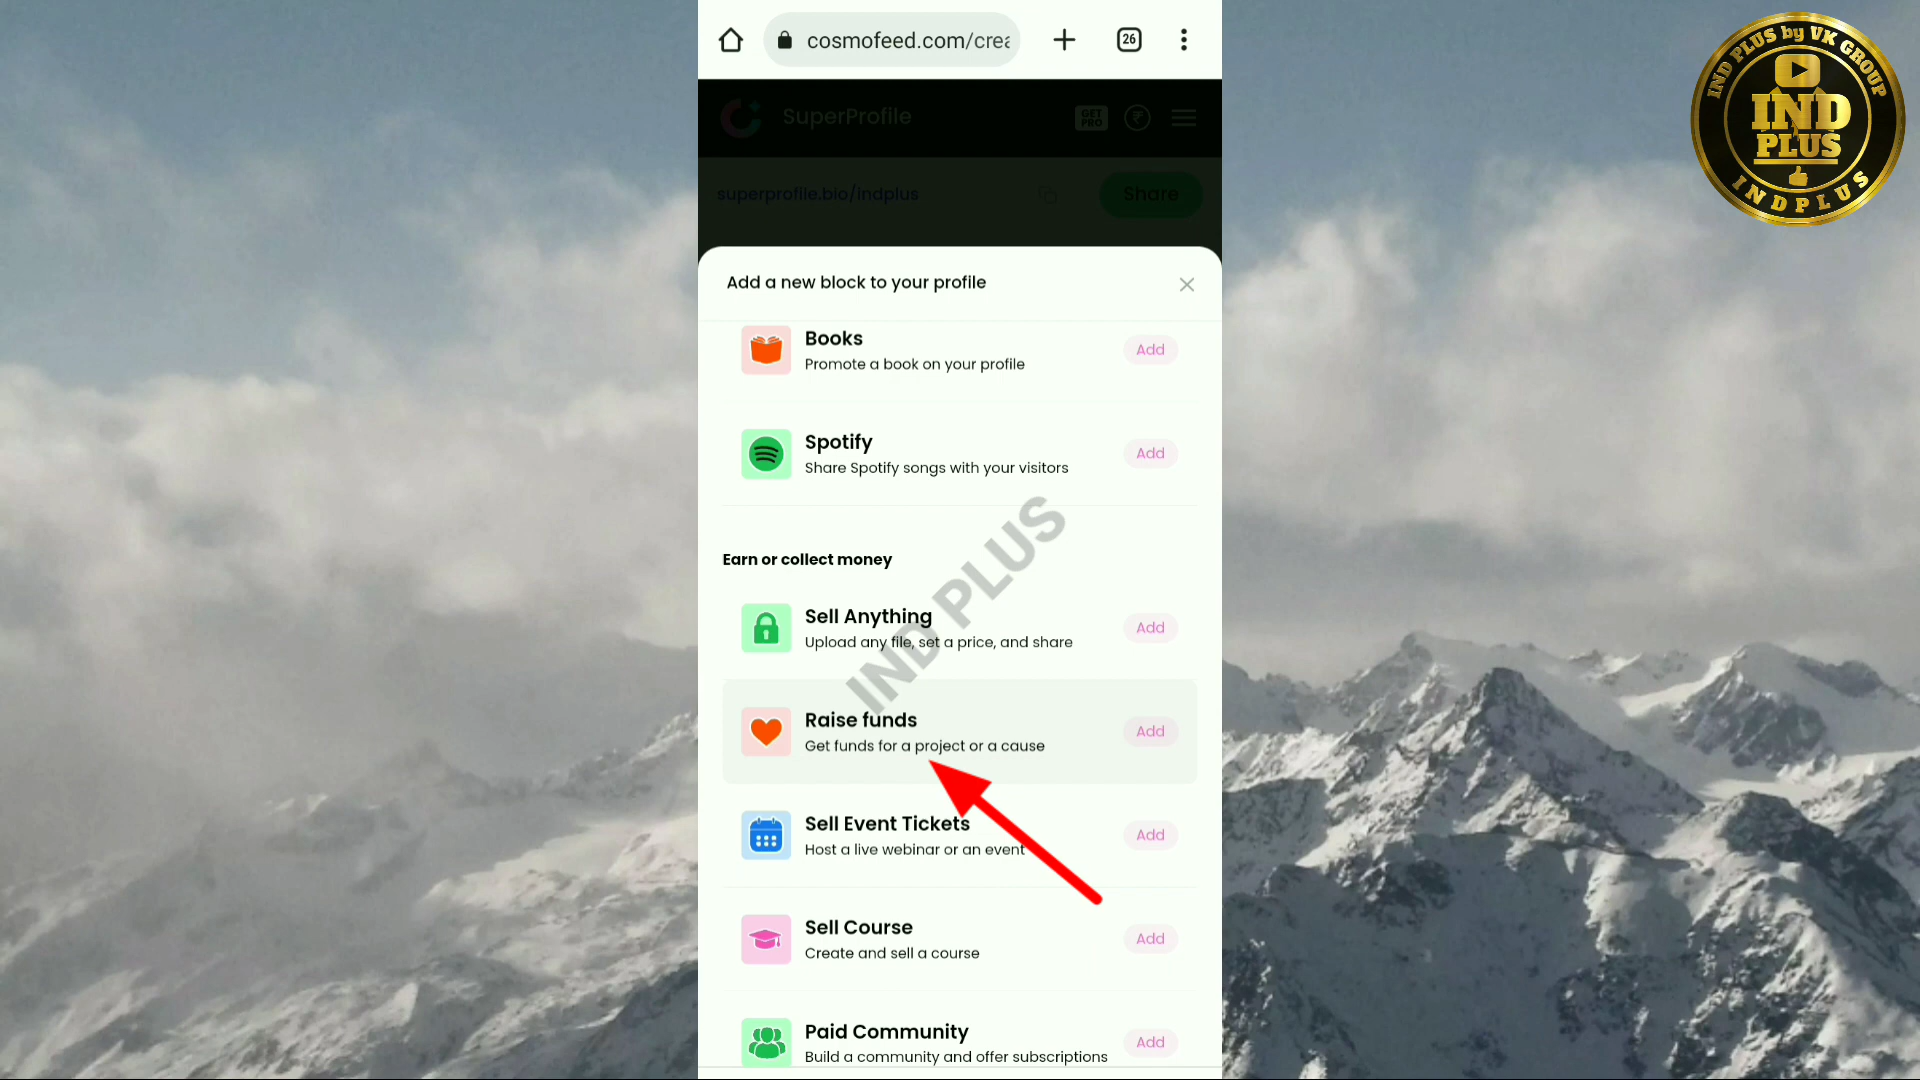 cosmofeed.com/crea
26
SuperProfile
GET
PRO
superprofile.bio/indplus
Share
Add a new block to your profile
Books
Promote a book on your profile
Add
Spotify
Share Spotify songs with your visitors
Add
Earn or collect money
Sell Anything
Upload any file, set a price, and share
Add
Raise funds
Get funds for a project or a cause
Add
Sell Event Tickets
Host a live webinar or an event
Add
Sell Course
Create and sell a course
Add
Paid Community
Build a community and offer subscriptions
Add
IND PLUS
IND PLUS by VK GROUP
IND
PLUS
INDPLUS